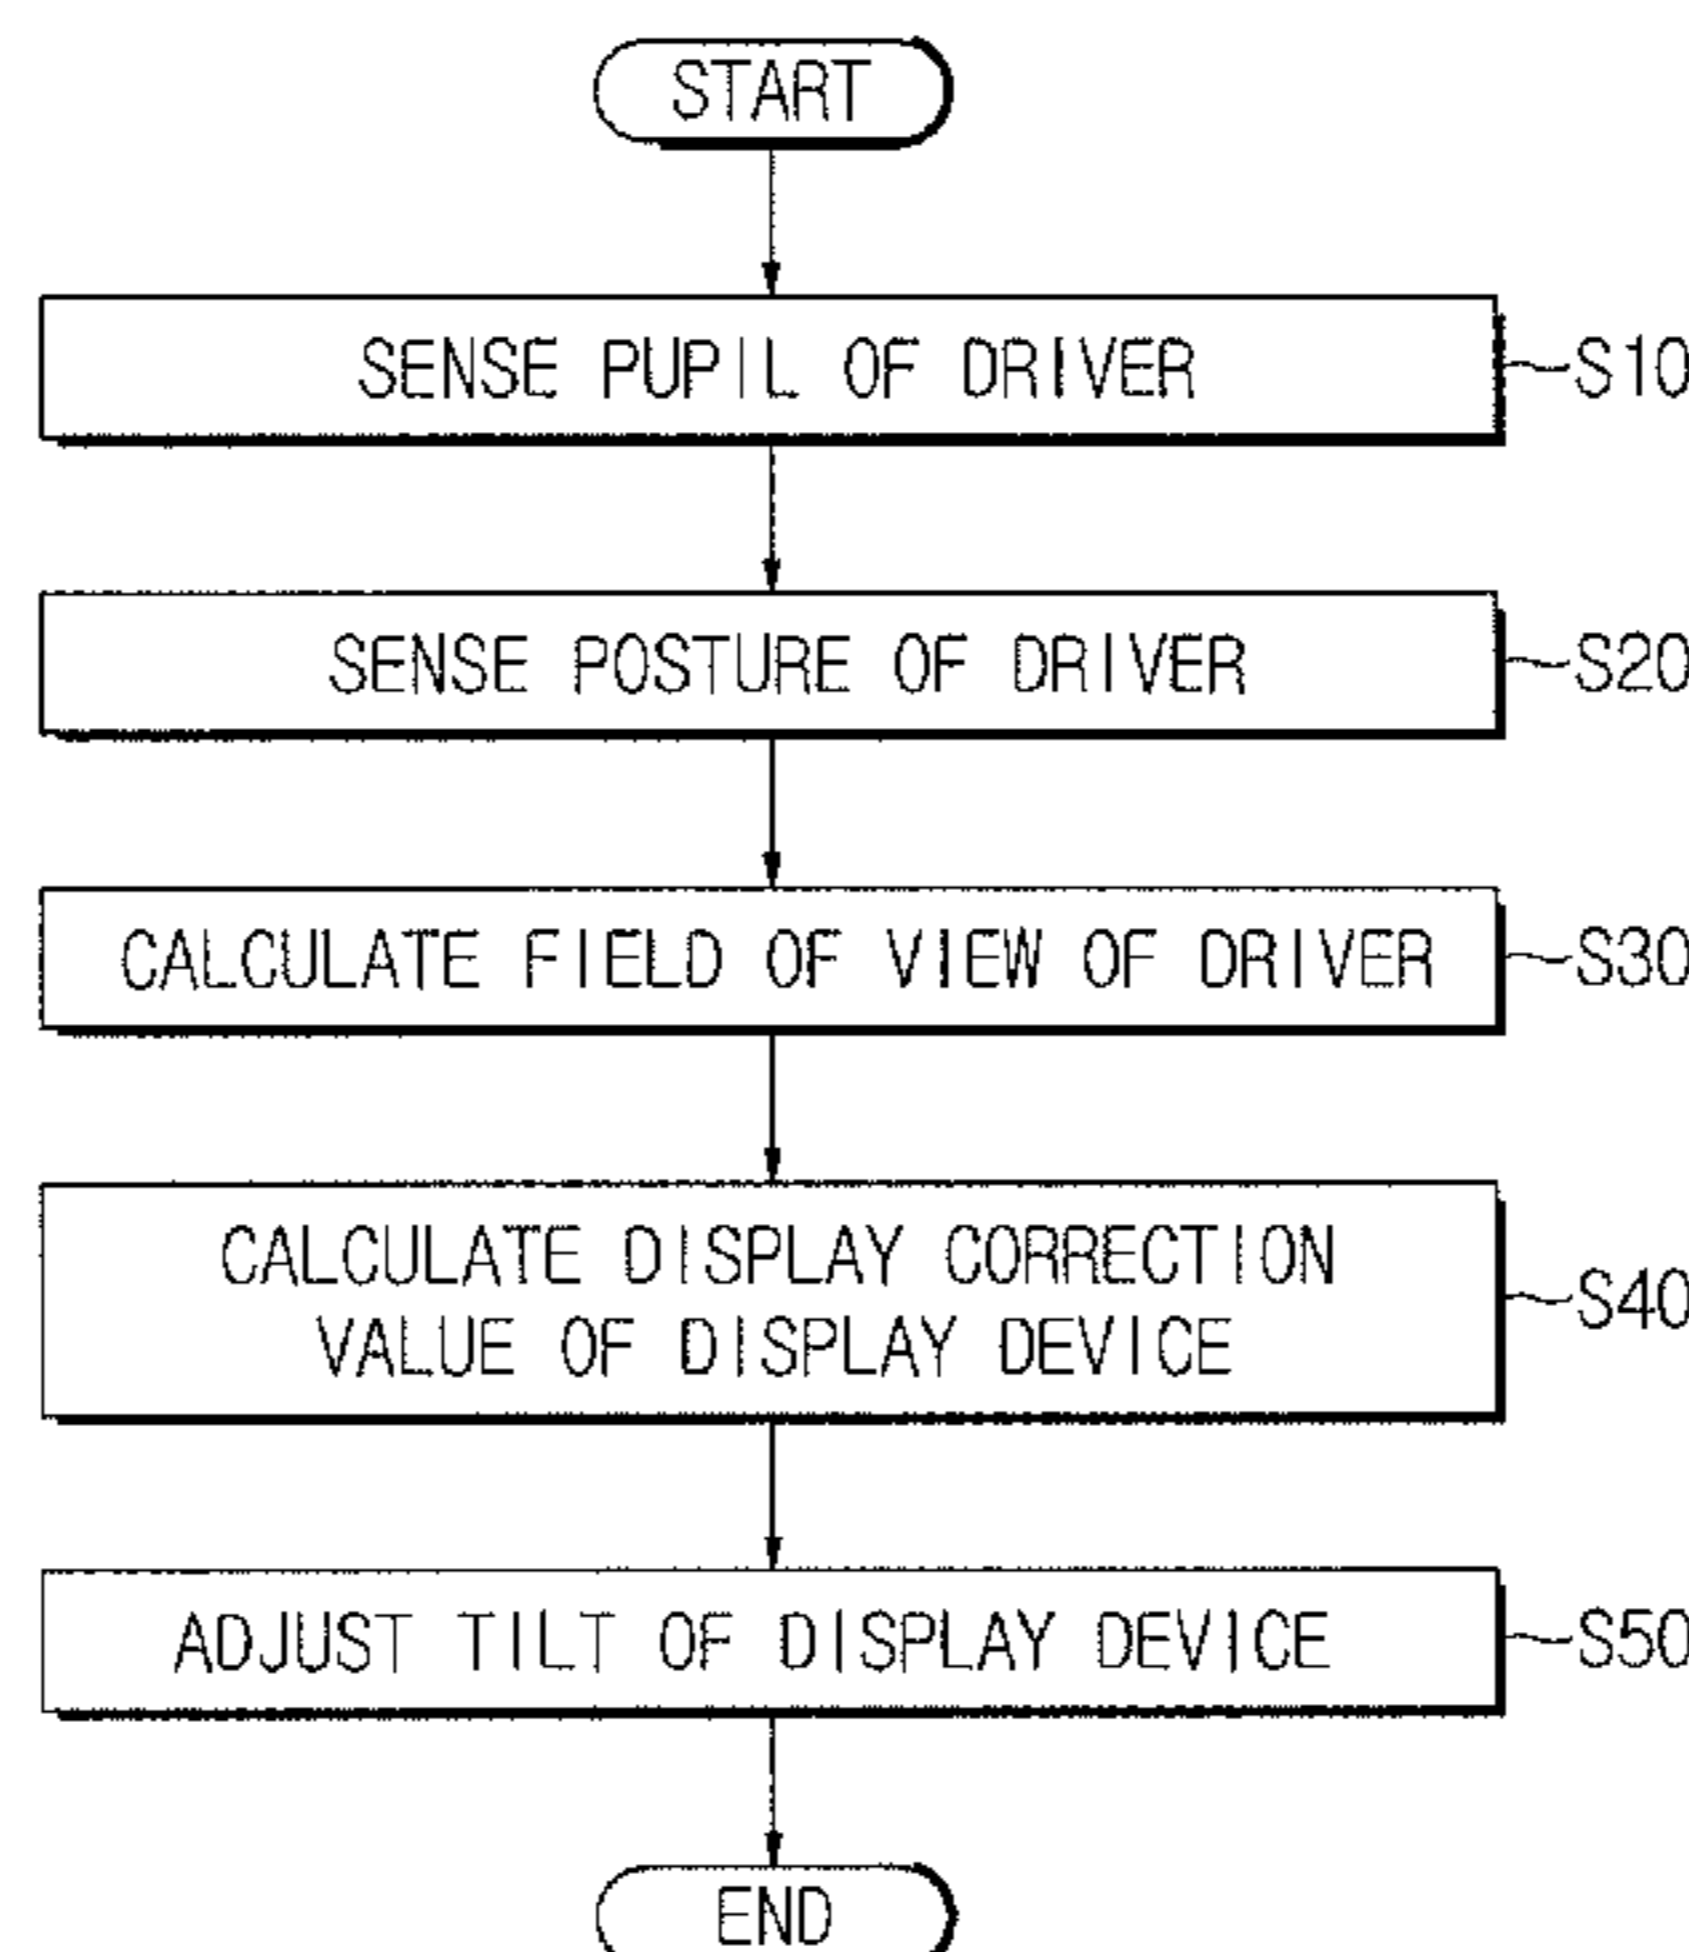 START
SENSE PUPIL OF DRIVER
S10
SENSE POSTURE OF DRIVER
S20
CALCULATE FIELD OF VIEW OF DRIVER
S30
CALCULATE DISPLAY CORRECTION
VALUE OF DISPLAY DEVICE
S40
ADJUST TILT OF DISPLAY DEVICE
S50
END